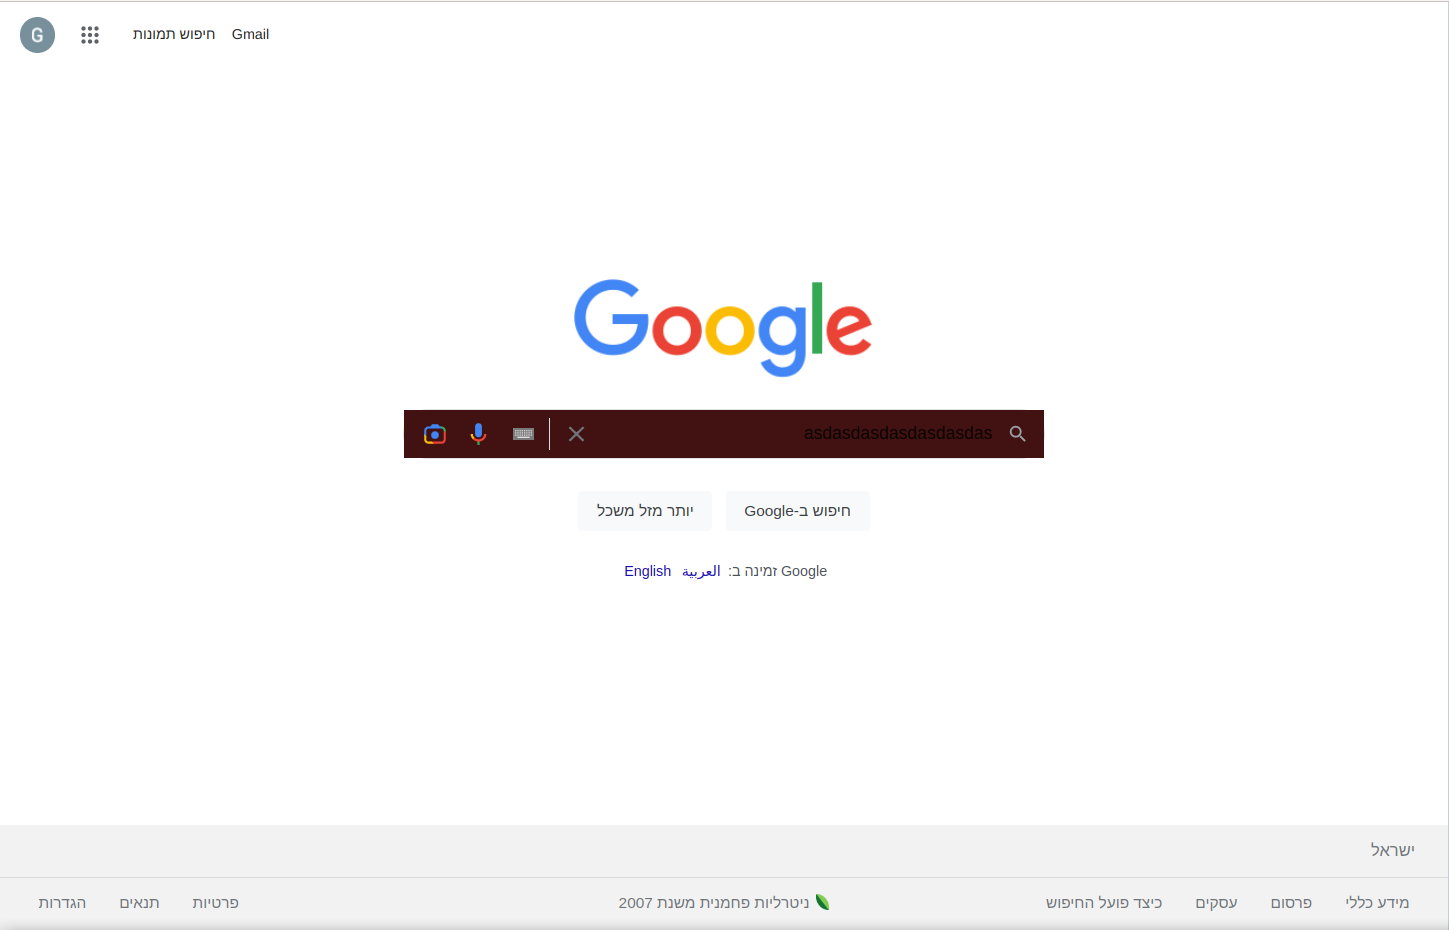 Gmail
חיפוש תמונות
G
Google
asdasdasdasdasdasdas
חיפוש ב-Google
יותר מזל משכל
Google זמינה ב: العربية English
ישראל
מידע כללי
פרסום
עסקים
כיצד פועל החיפוש
ניטרליות פחמנית משנת 2007
פרטיות
תנאים
הגדרות